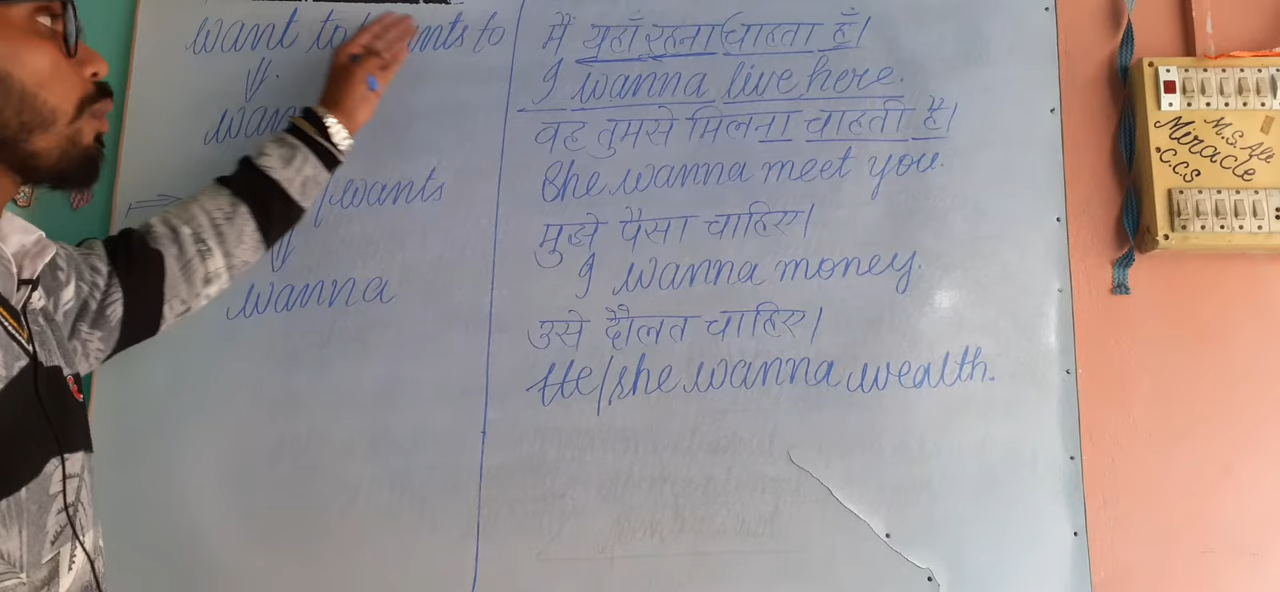 want to wants to
wan
wants
wanna
मैं यहाँ रहना चाहता हूँ।
I wanna live here.
वह तुमसे मिलना चाहती है।
She wanna meet you.
मुझे पैसा चाहिए।
I wanna money.
उसे दौलत चाहिए।
He/she wanna wealth.
M.S. Ali
Miracle
C.C.S